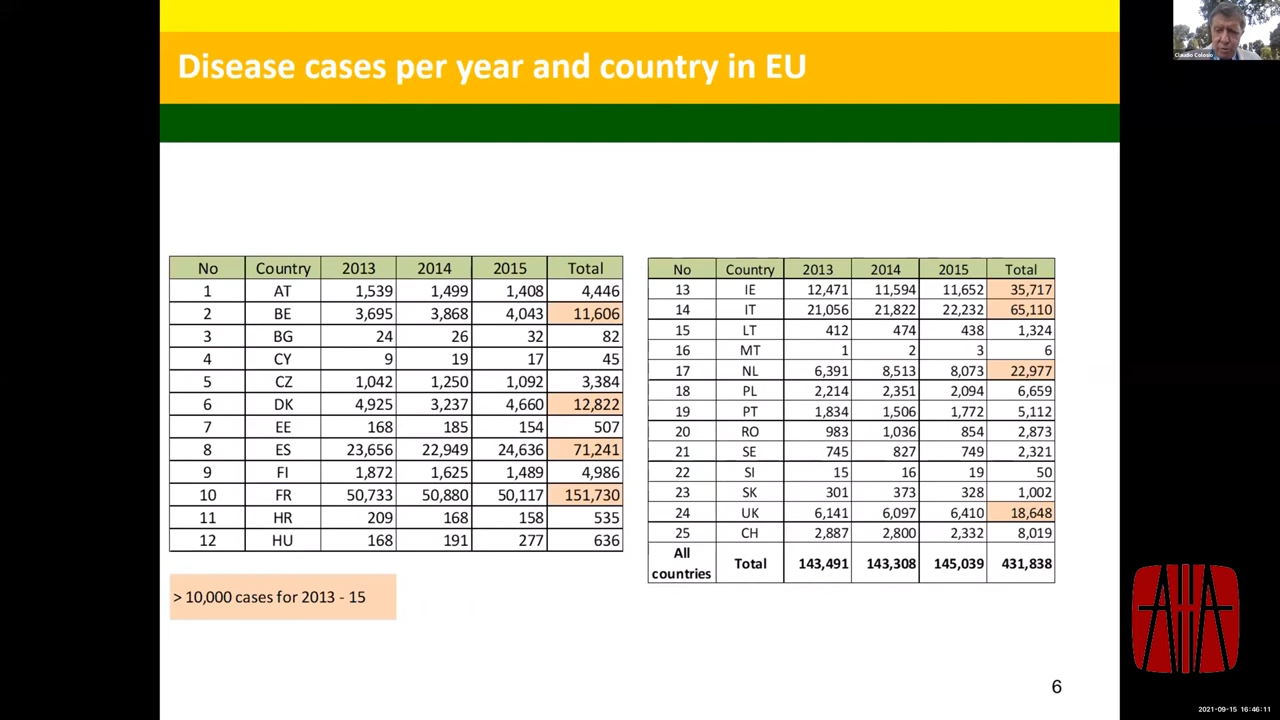 Disease cases per year and country in EU
Claudio Colosio
No Country 2013 2014 2015 Total
1 AT 1,539 1,499 1,408 4,446
2 BE 3,695 3,868 4,043 11,606
3 BG 24 26 32 82
4 CY 9 19 17 45
5 CZ 1,042 1,250 1,092 3,384
6 DK 4,925 3,237 4,660 12,822
7 EE 168 185 154 507
8 ES 23,656 22,949 24,636 71,241
9 FI 1,872 1,625 1,489 4,986
10 FR 50,733 50,880 50,117 151,730
11 HR 209 168 158 535
12 HU 168 191 277 636
> 10,000 cases for 2013 - 15
No Country 2013 2014 2015 Total
13 IE 12,471 11,594 11,652 35,717
14 IT 21,056 21,822 22,232 65,110
15 LT 412 474 438 1,324
16 MT 1 2 3 6
17 NL 6,391 8,513 8,073 22,977
18 PL 2,214 2,351 2,094 6,659
19 PT 1,834 1,506 1,772 5,112
20 RO 983 1,036 854 2,873
21 SE 745 827 749 2,321
22 SI 15 16 19 50
23 SK 301 373 328 1,002
24 UK 6,141 6,097 6,410 18,648
25 CH 2,887 2,800 2,332 8,019
All countries Total 143,491 143,308 145,039 431,838
AHA
6
2021-09-15 16:46:11